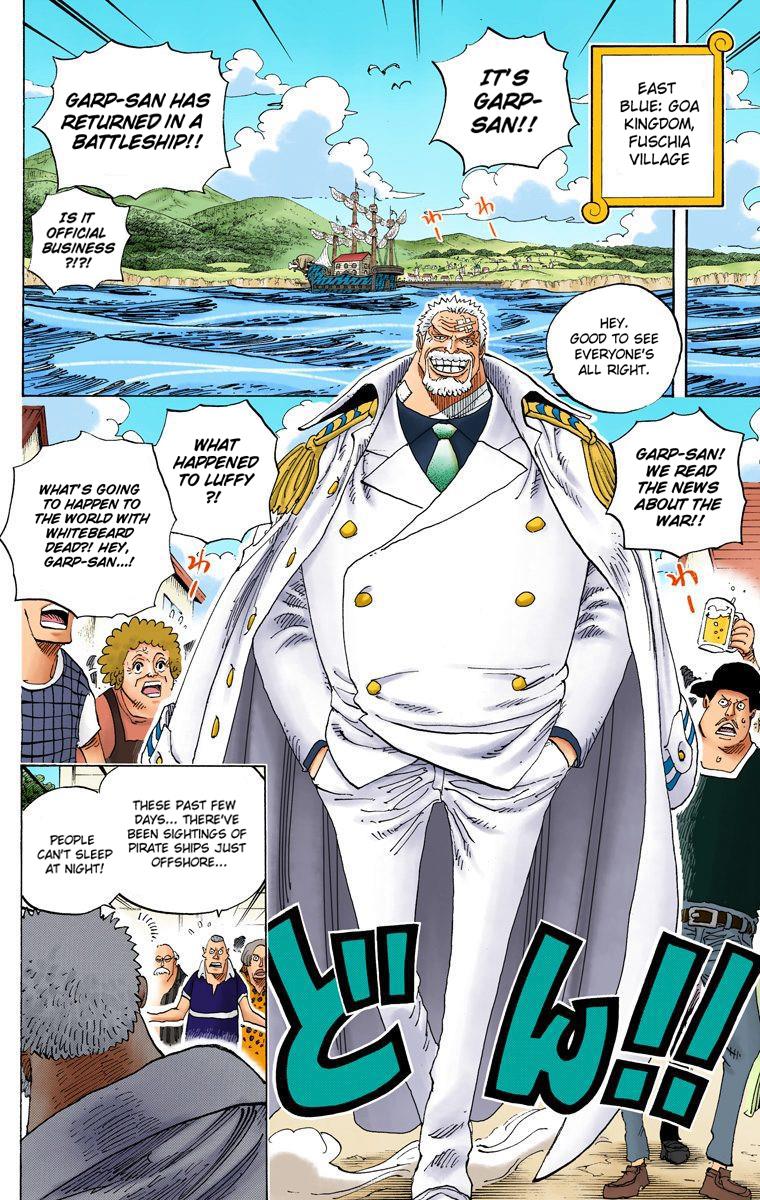 EAST
BLUE: GOA
KINGDOM,
FUSCHIA
VILLAGE
IT'S
GARP-
SAN!!
GARP-SAN HAS
RETURNED IN A
BATTLESHIP!!
IS IT
OFFICIAL
BUSINESS
?!?!
HEY.
GOOD TO SEE
EVERYONE'S
ALL RIGHT.
GARP-SAN!
WE READ
THE NEWS
ABOUT THE
WAR!!
WHAT
HAPPENED
TO LUFFY
?!
WHAT'S GOING
TO HAPPEN TO
THE WORLD WITH
WHITEBEARD
DEAD?! HEY,
GARP-SAN...!
どん!!
THESE PAST FEW
DAYS... THERE'VE
BEEN SIGHTINGS OF
PIRATE SHIPS JUST
OFFSHORE...
PEOPLE
CAN'T SLEEP
AT NIGHT!